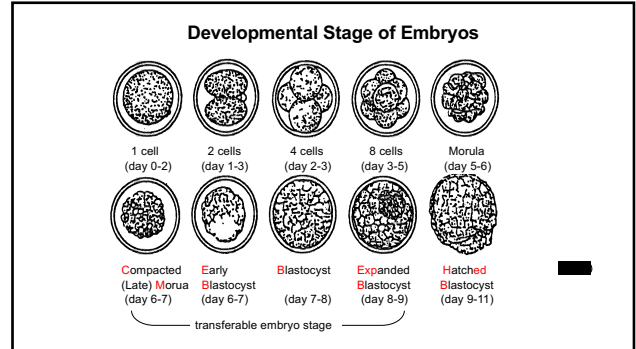 Developmental Stage of Embryos
1 cell
(day 0-2)
2 cells
(day 1-3)
4 cells
(day 2-3)
8 cells
(day 3-5)
Morula
(day 5-6)
Compacted
(Late) Morua
(day 6-7)
Early
Blastocyst
(day 6-7)
Blastocyst
(day 7-8)
Expanded
Blastocyst
(day 8-9)
Hatched
Blastocyst
(day 9-11)
transferable embryo stage